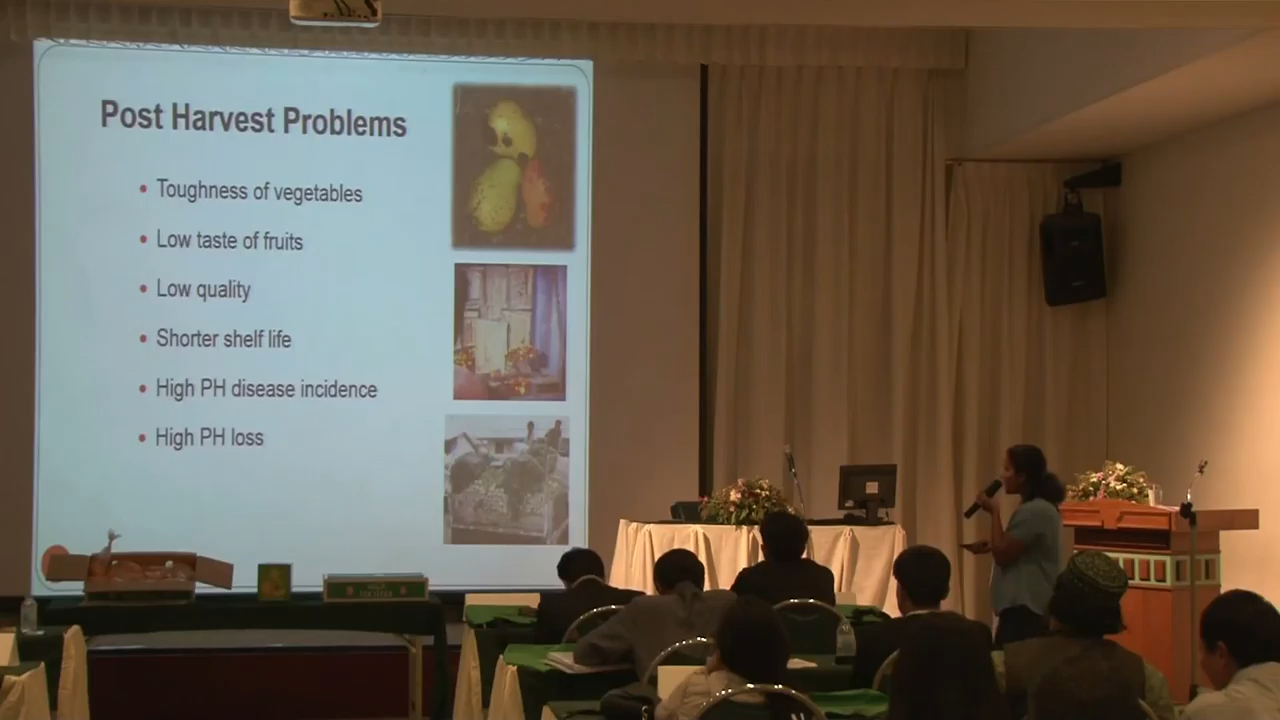 Post Harvest Problems
• Toughness of vegetables
• Low taste of fruits
• Low quality
• Shorter shelf life
• High PH disease incidence
• High PH loss